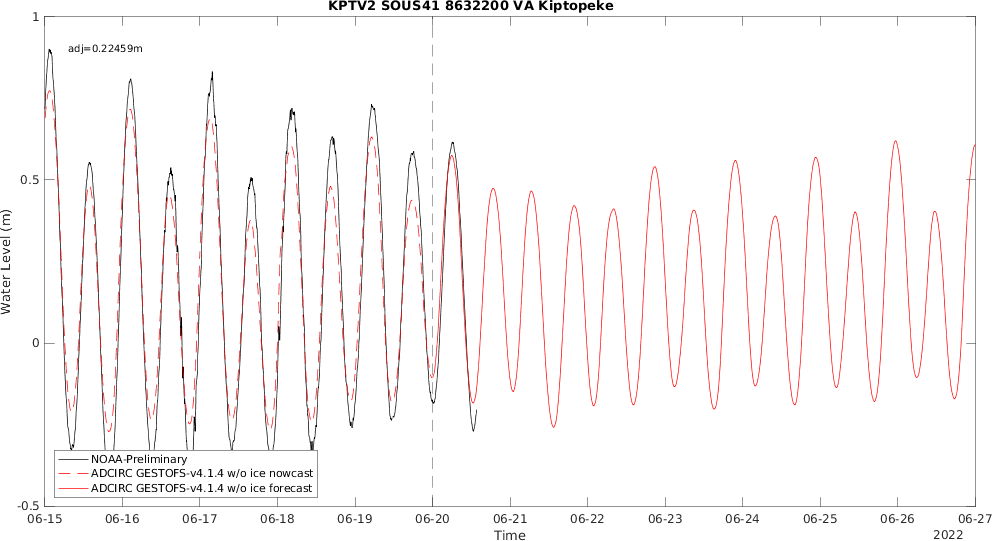 KPTV2 SOUS41 8632200 VA Kiptopeke
1
adj=0.22459m
0.5
Water Level (m)
0
NOAA-Preliminary
ADCIRC GESTOFS-v4.1.4 w/o ice nowcast
ADCIRC GESTOFS-v4.1.4 w/o ice forecast
-0.5
06-15 06-16 06-17 06-18 06-19 06-20 06-21 06-22 06-23 06-24 06-25 06-26 06-27
Time
2022